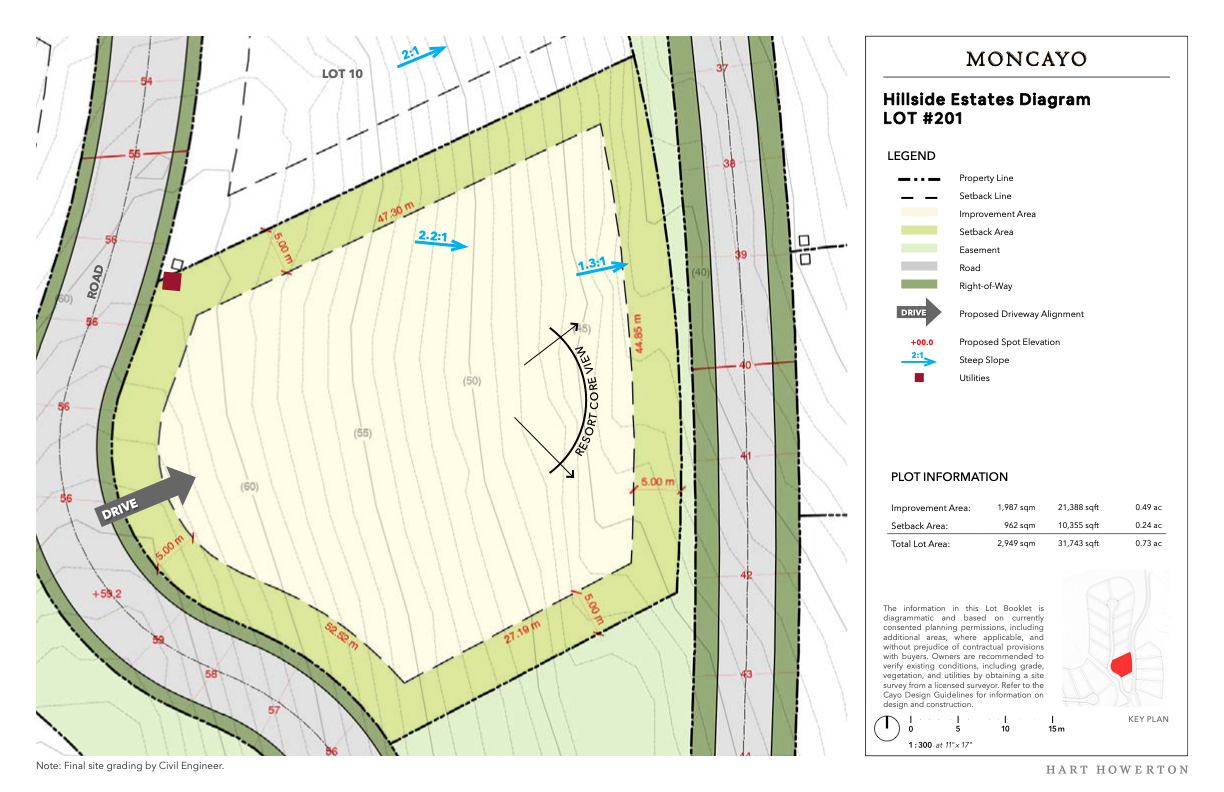 LOT 10
2:1
54
55
56
ROAD
(60)
56
56
56
DRIVE
+59.2
59
58
57
56
47.30 m
5.00 m
2.2:1
1.3:1
44.85 m
RESORT CORE VIEW
(50)
(55)
(60)
5.00 m
5.00 m
52.52 m
27.19 m
5.00 m
(40)
37
38
39
40
41
42
43
Note: Final site grading by Civil Engineer.
MONCAYO
Hillside Estates Diagram
LOT #201
LEGEND
Property Line
Setback Line
Improvement Area
Setback Area
Easement
Road
Right-of-Way
DRIVE Proposed Driveway Alignment
+00.0 Proposed Spot Elevation
2:1 Steep Slope
Utilities
PLOT INFORMATION
Improvement Area: 1,987 sqm 21,388 sqft 0.49 ac
Setback Area: 962 sqm 10,355 sqft 0.24 ac
Total Lot Area: 2,949 sqm 31,743 sqft 0.73 ac
The information in this Lot Booklet is
diagrammatic and based on currently
consented planning permissions, including
additional areas, where applicable, and
without prejudice of contractual provisions
with buyers. Owners are recommended to
verify existing conditions, including grade,
vegetation, and utilities by obtaining a site
survey from a licensed surveyor. Refer to the
Cayo Design Guidelines for information on
design and construction.
KEY PLAN
0 5 10 15m
1:300 at 11"x 17"
HART HOWERTON